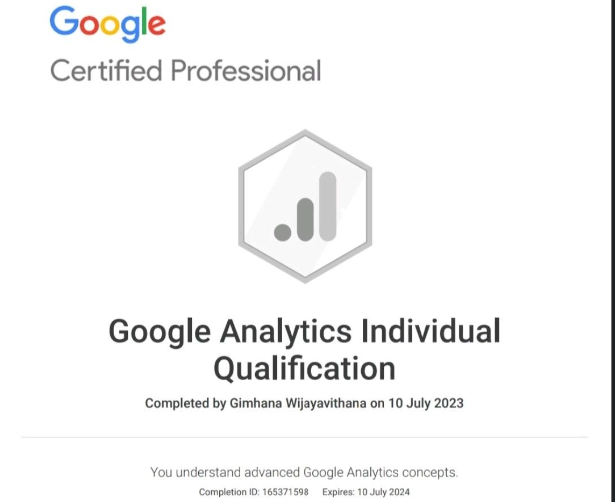 Google
Certified Professional
Google Analytics Individual
Qualification
Completed by Gimhana Wijayavithana on 10 July 2023
You understand advanced Google Analytics concepts.
Completion ID: 165371598 Expires: 10 July 2024